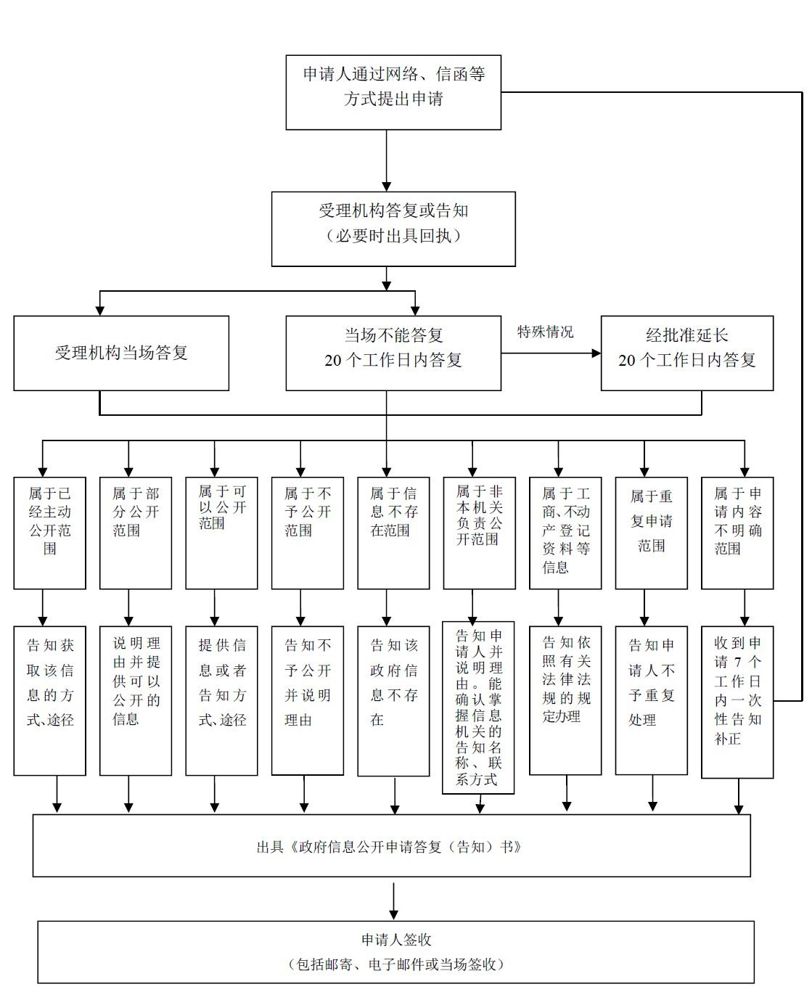 申请人通过网络、信函等
方式提出申请
受理机构答复或告知
（必要时出具回执）
受理机构当场答复
当场不能答复
20 个工作日内答复
特殊情况
经批准延长
20 个工作日内答复
属于已
经主动
公开范
围
属于部
分公开
范围
属于可
以公开
范围
属于不
予公开
范围
属于信
息不存
在范围
属于非
本机关
负责公
开范围
属于工
商、不动
产登记
资料等
信息
属于重
复申请
范围
属于申
请内容
不明确
范围
告知获
取该信
息的方
式、途径
说明理
由并提
供可以
公开的
信息
提供信
息或者
告知方
式、途径
告知不
予公开
并说明
理由
告知该
政府信
息不存
在
告知申
请人并
说明理
由。能
确认掌
握信息
机关的
告知名
称、联
系方式
告知依
照有关
法律法
规的规
定办理
告知申
请人不
予重复
处理
收到申
请 7 个
工作日
内一次
性告知
补正
出具《政府信息公开申请答复（告知）书》
申请人签收
（包括邮寄、电子邮件或当场签收）